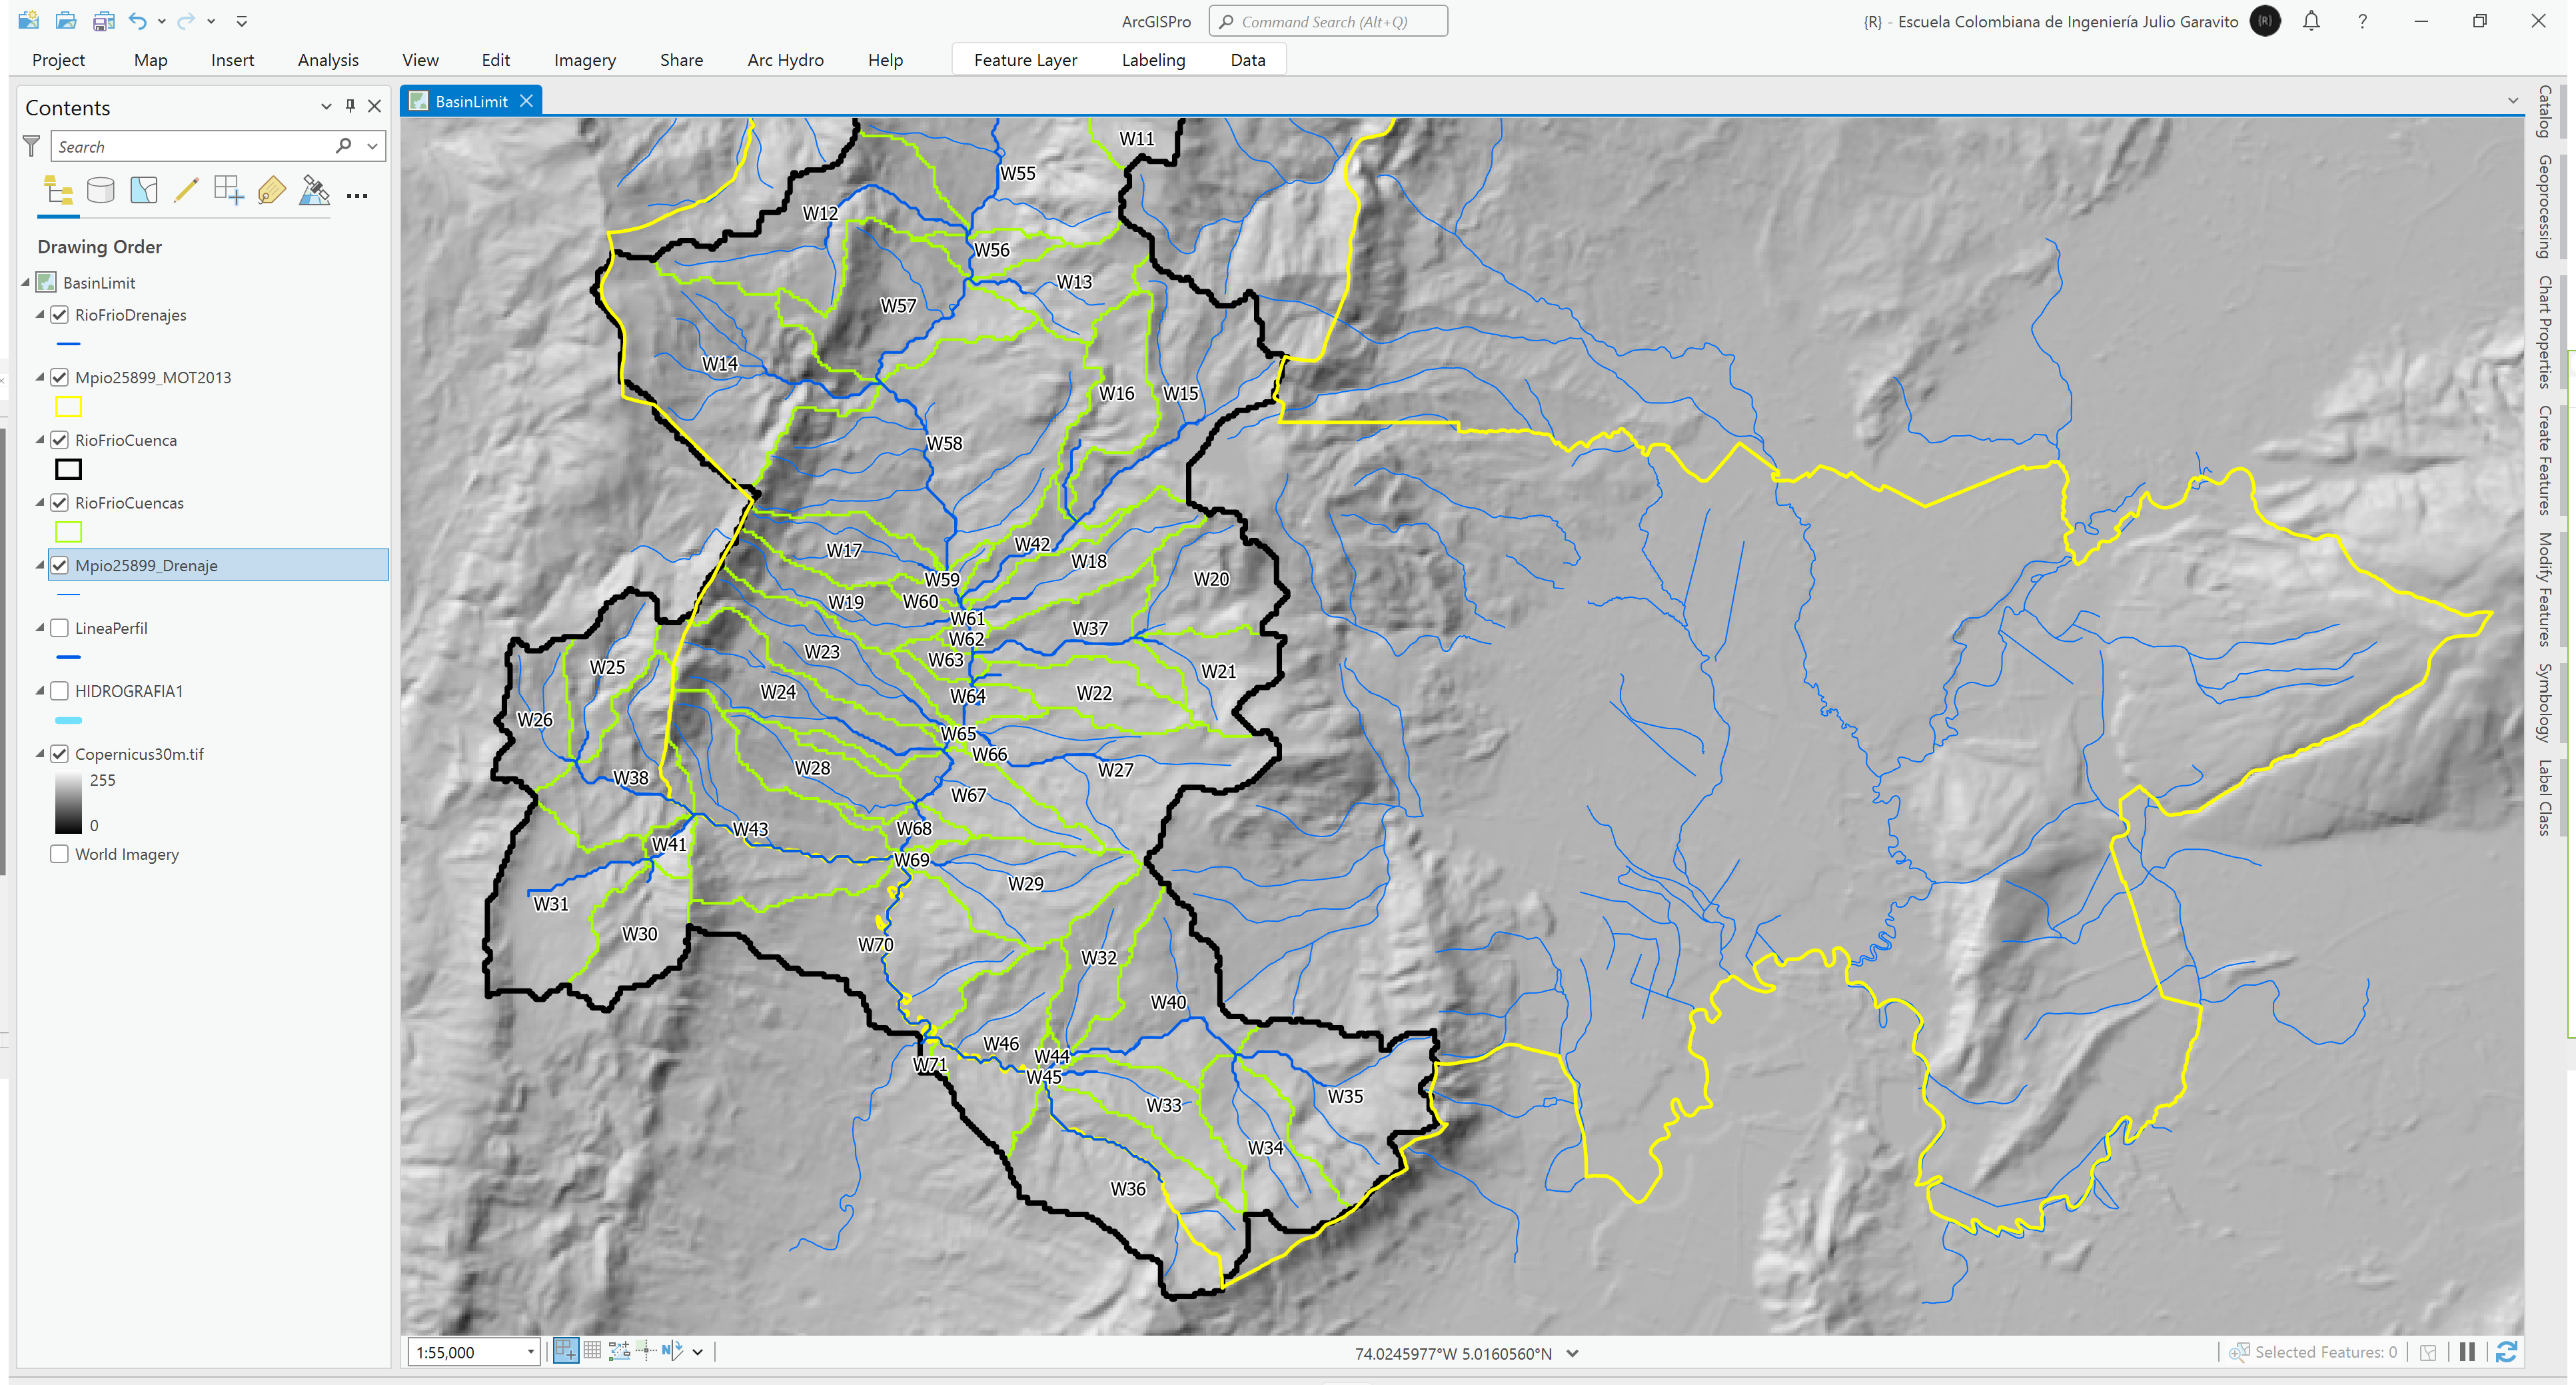 ArcGISPro
Command Search (Alt+Q)
{R} - Escuela Colombiana de Ingeniería Julio Garavito
{R}
?
Project
Map
Insert
Analysis
View
Edit
Imagery
Share
Arc Hydro
Help
Feature Layer
Labeling
Data
Contents
Search
Drawing Order
BasinLimit
RioFrioDrenajes
Mpio25899_MOT2013
RioFrioCuenca
RioFrioCuencas
Mpio25899_Drenaje
LineaPerfil
HIDROGRAFIA1
Copernicus30m.tif
255
0
World Imagery
BasinLimit
W11
W55
W12
W56
W13
W57
W14
W16
W15
W58
W42
W17
W18
W59
W20
W60
W19
W61
W37
W62
W23
W63
W25
W21
W24
W22
W64
W26
W65
W66
W28
W27
W38
W67
W68
W43
W41
W69
W29
W31
W30
W70
W32
W40
W46
W44
W71
W45
W35
W33
W34
W36
1:55,000
N
74.0245977°W 5.0160560°N
Selected Features: 0
Catalog
Geoprocessing
Chart Properties
Create Features
Modify Features
Symbology
Label Class